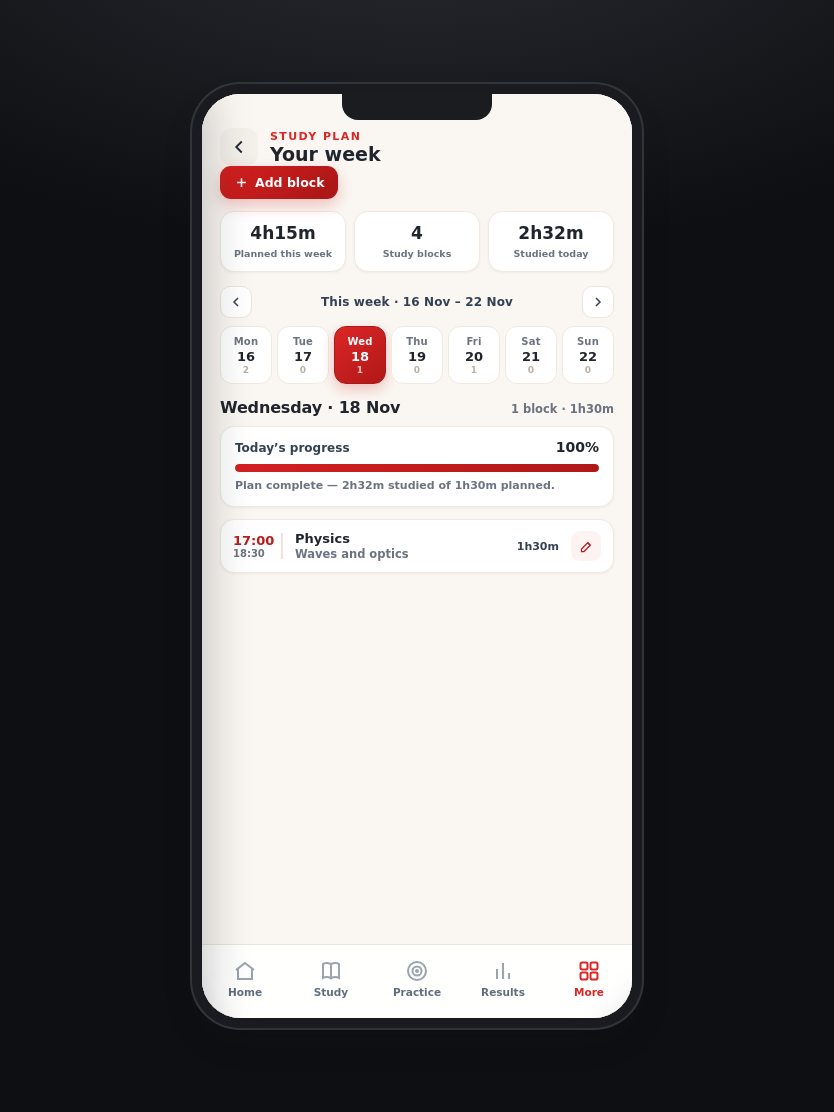 STUDY PLAN
Your week
+ Add block
4h15m
Planned this week
4
Study blocks
2h32m
Studied today
This week · 16 Nov – 22 Nov
Mon
16
2
Tue
17
0
Wed
18
1
Thu
19
0
Fri
20
1
Sat
21
0
Sun
22
0
Wednesday · 18 Nov
1 block · 1h30m
Today’s progress
100%
Plan complete — 2h32m studied of 1h30m planned.
17:00
18:30
Physics
Waves and optics
1h30m
Home
Study
Practice
Results
More